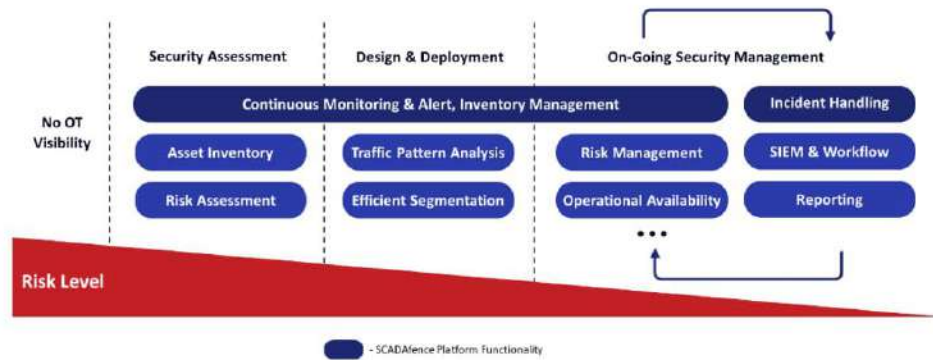 Security Assessment
Design & Deployment
On-Going Security Management
No OT
Visibility
Continuous Monitoring & Alert, Inventory Management
Incident Handling
Asset Inventory
Traffic Pattern Analysis
Risk Management
SIEM & Workflow
Risk Assessment
Efficient Segmentation
Operational Availability
Reporting
•••
Risk Level
- SCADAfence Platform Functionality